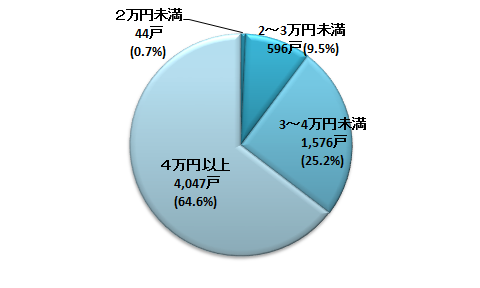 ２万円未満
44戸
(0.7%)
2～3万円未満
596戸(9.5%)
3～4万円未満
1,576戸
(25.2%)
４万円以上
4,047戸
(64.6%)